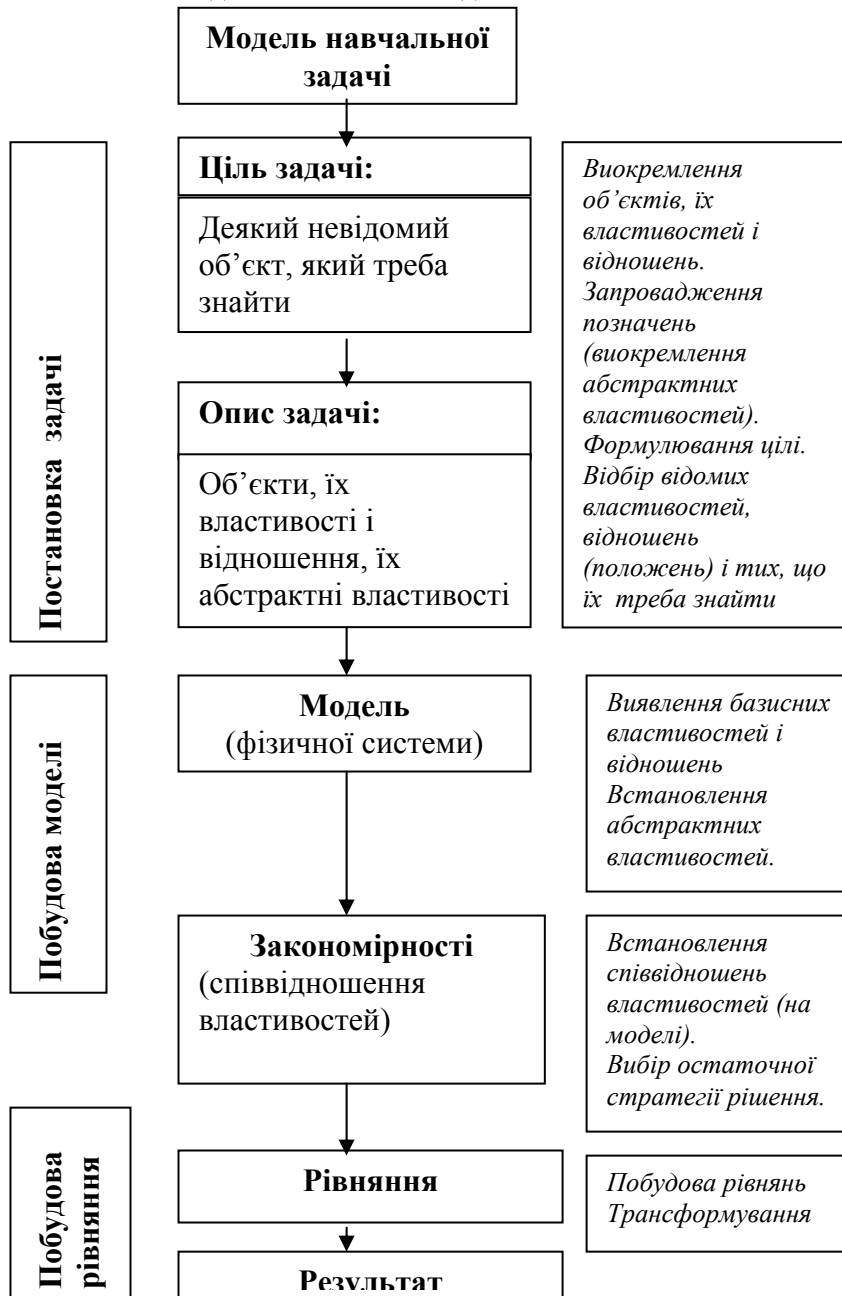 Модель навчальної
задачі
Постановка задачі
Ціль задачі:
Деякий невідомий
об’єкт, який треба
знайти
Виокремлення
об’єктів, їх
властивостей і
відношень.
Запровадження
позначень
(виокремлення
абстрактних
властивостей).
Формулювання цілі.
Відбір відомих
властивостей,
відношень
(положень) і тих, що
їх треба знайти
Опис задачі:
Об’єкти, їх
властивості і
відношення, їх
абстрактні властивості
Побудова моделі
Модель
(фізичної системи)
Виявлення базисних
властивостей і
відношень
Встановлення
абстрактних
властивостей.
Закономірності
(співвідношення
властивостей)
Встановлення
співвідношень
властивостей (на
моделі).
Вибір остаточної
стратегії рішення.
Побудова
рівняння
Рівняння
Побудова рівнянь
Трансформування
Результат